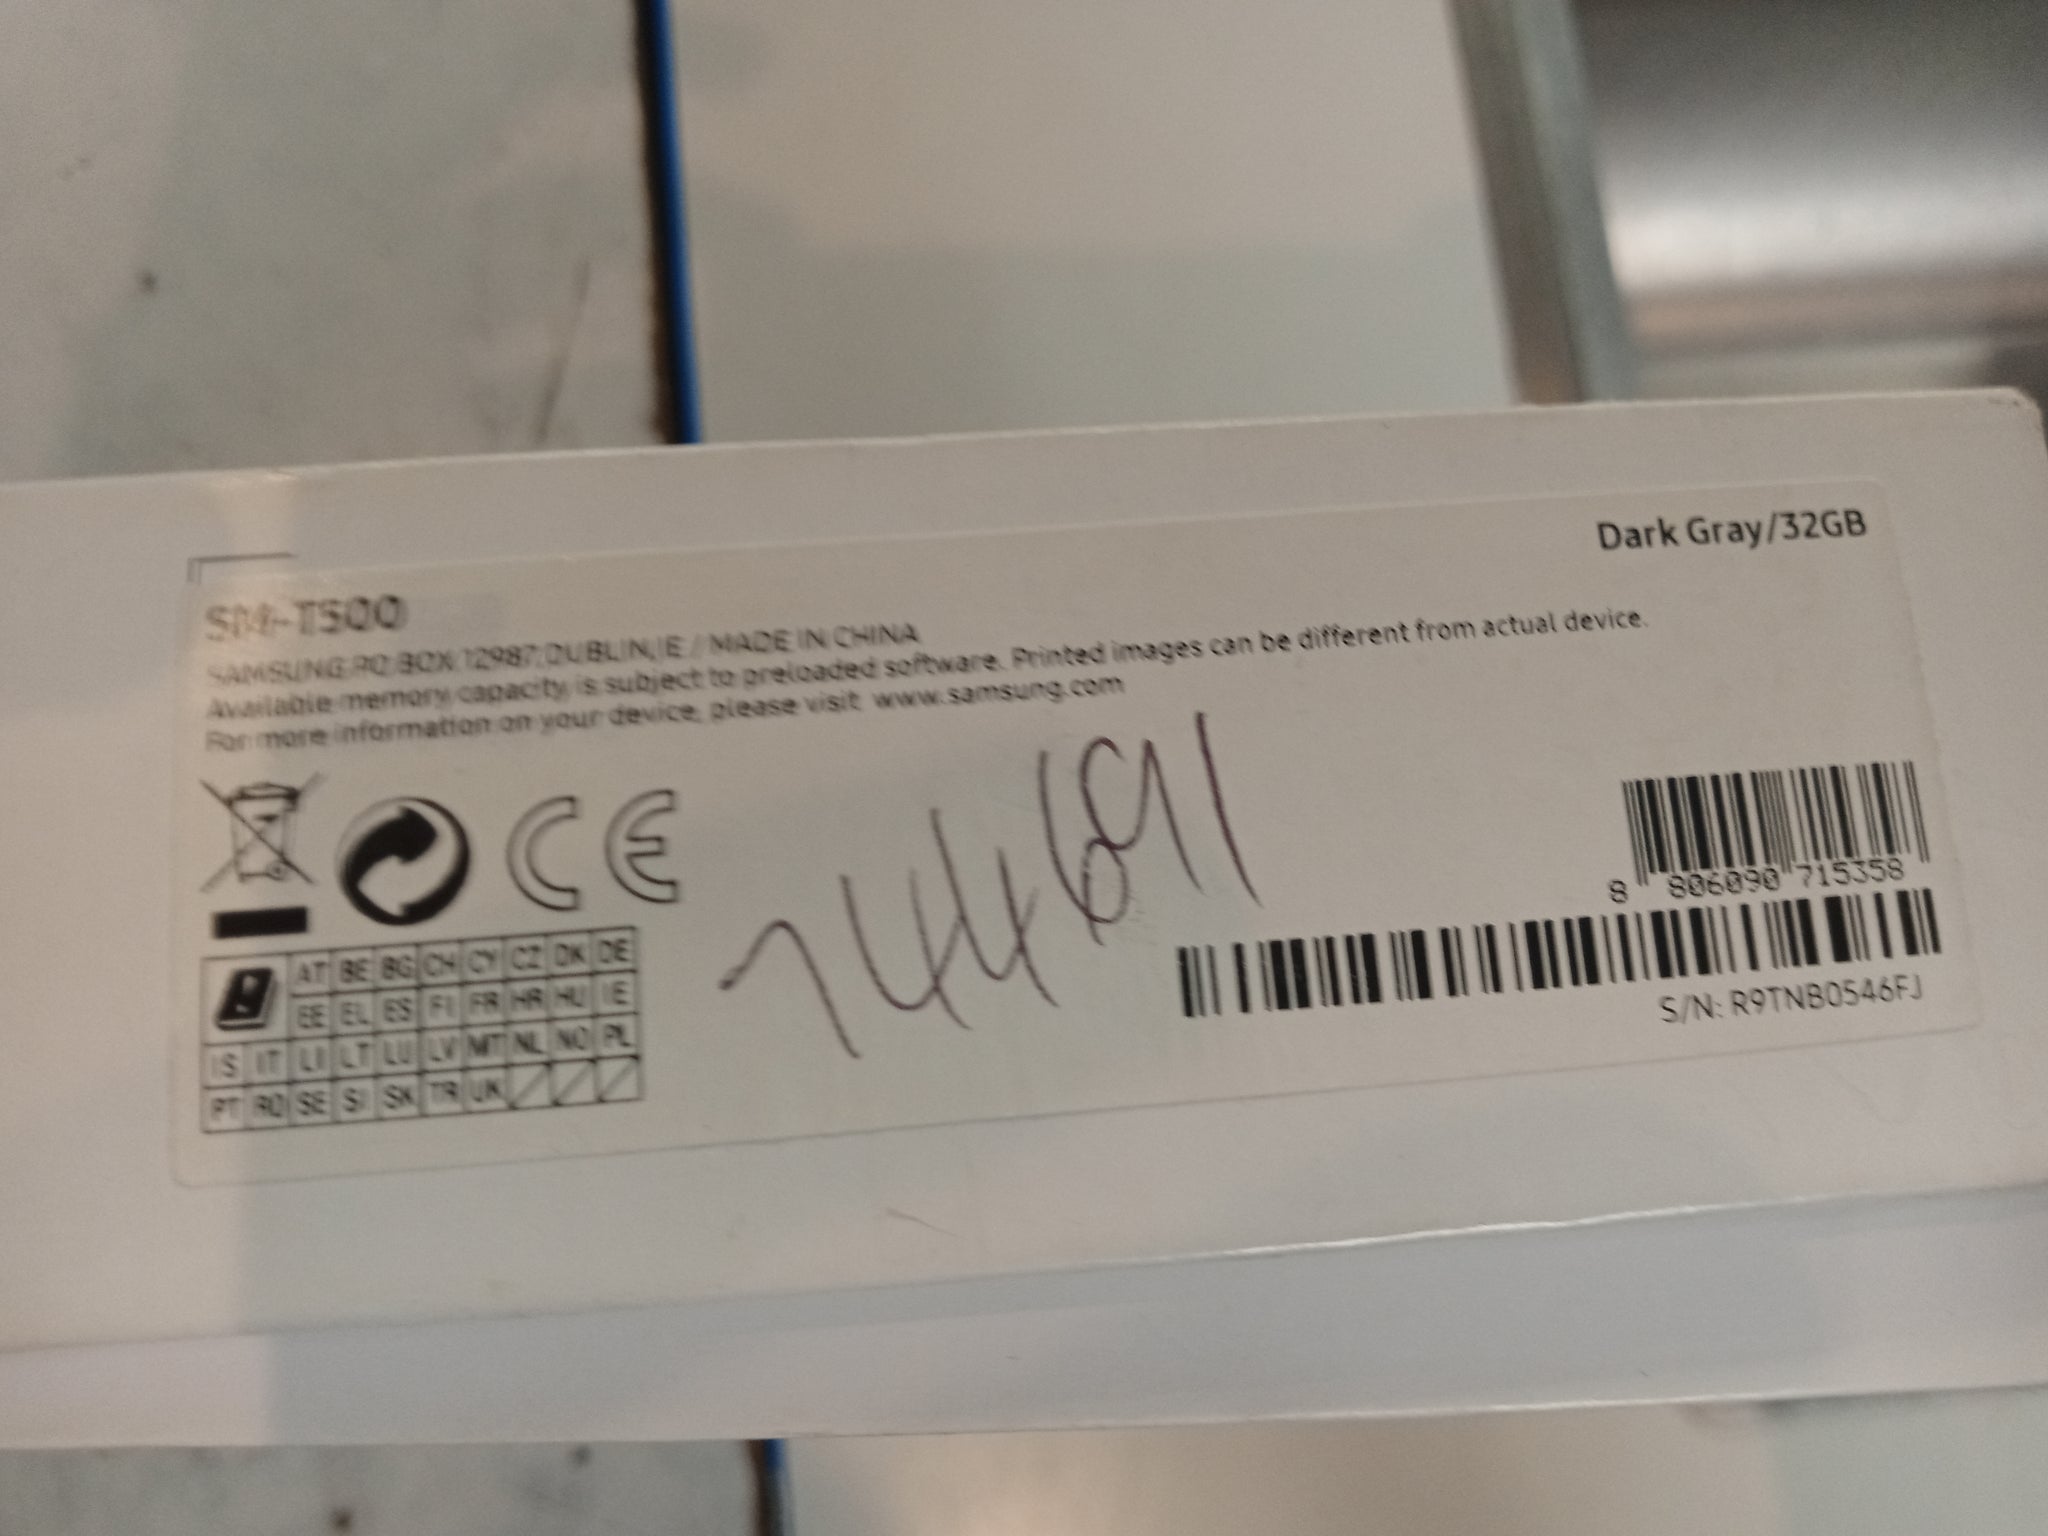 Dark Gray/32GB
SM-T500
SAMSUNG, PO BOX 12987, DUBLIN, IE / MADE IN CHINA
Available memory capacity is subject to preloaded software. Printed images can be different from actual device.
For more information on your device, please visit www.samsung.com
CE
744691
8 806090 715358
S/N: R9TNB0546FJ
AT BE BG CH CY CZ DK DE
EE EL ES FI FR HR HU IE
IS IT LI LT LU LV MT NL NO PL
PT RO SE SI SK TR UK